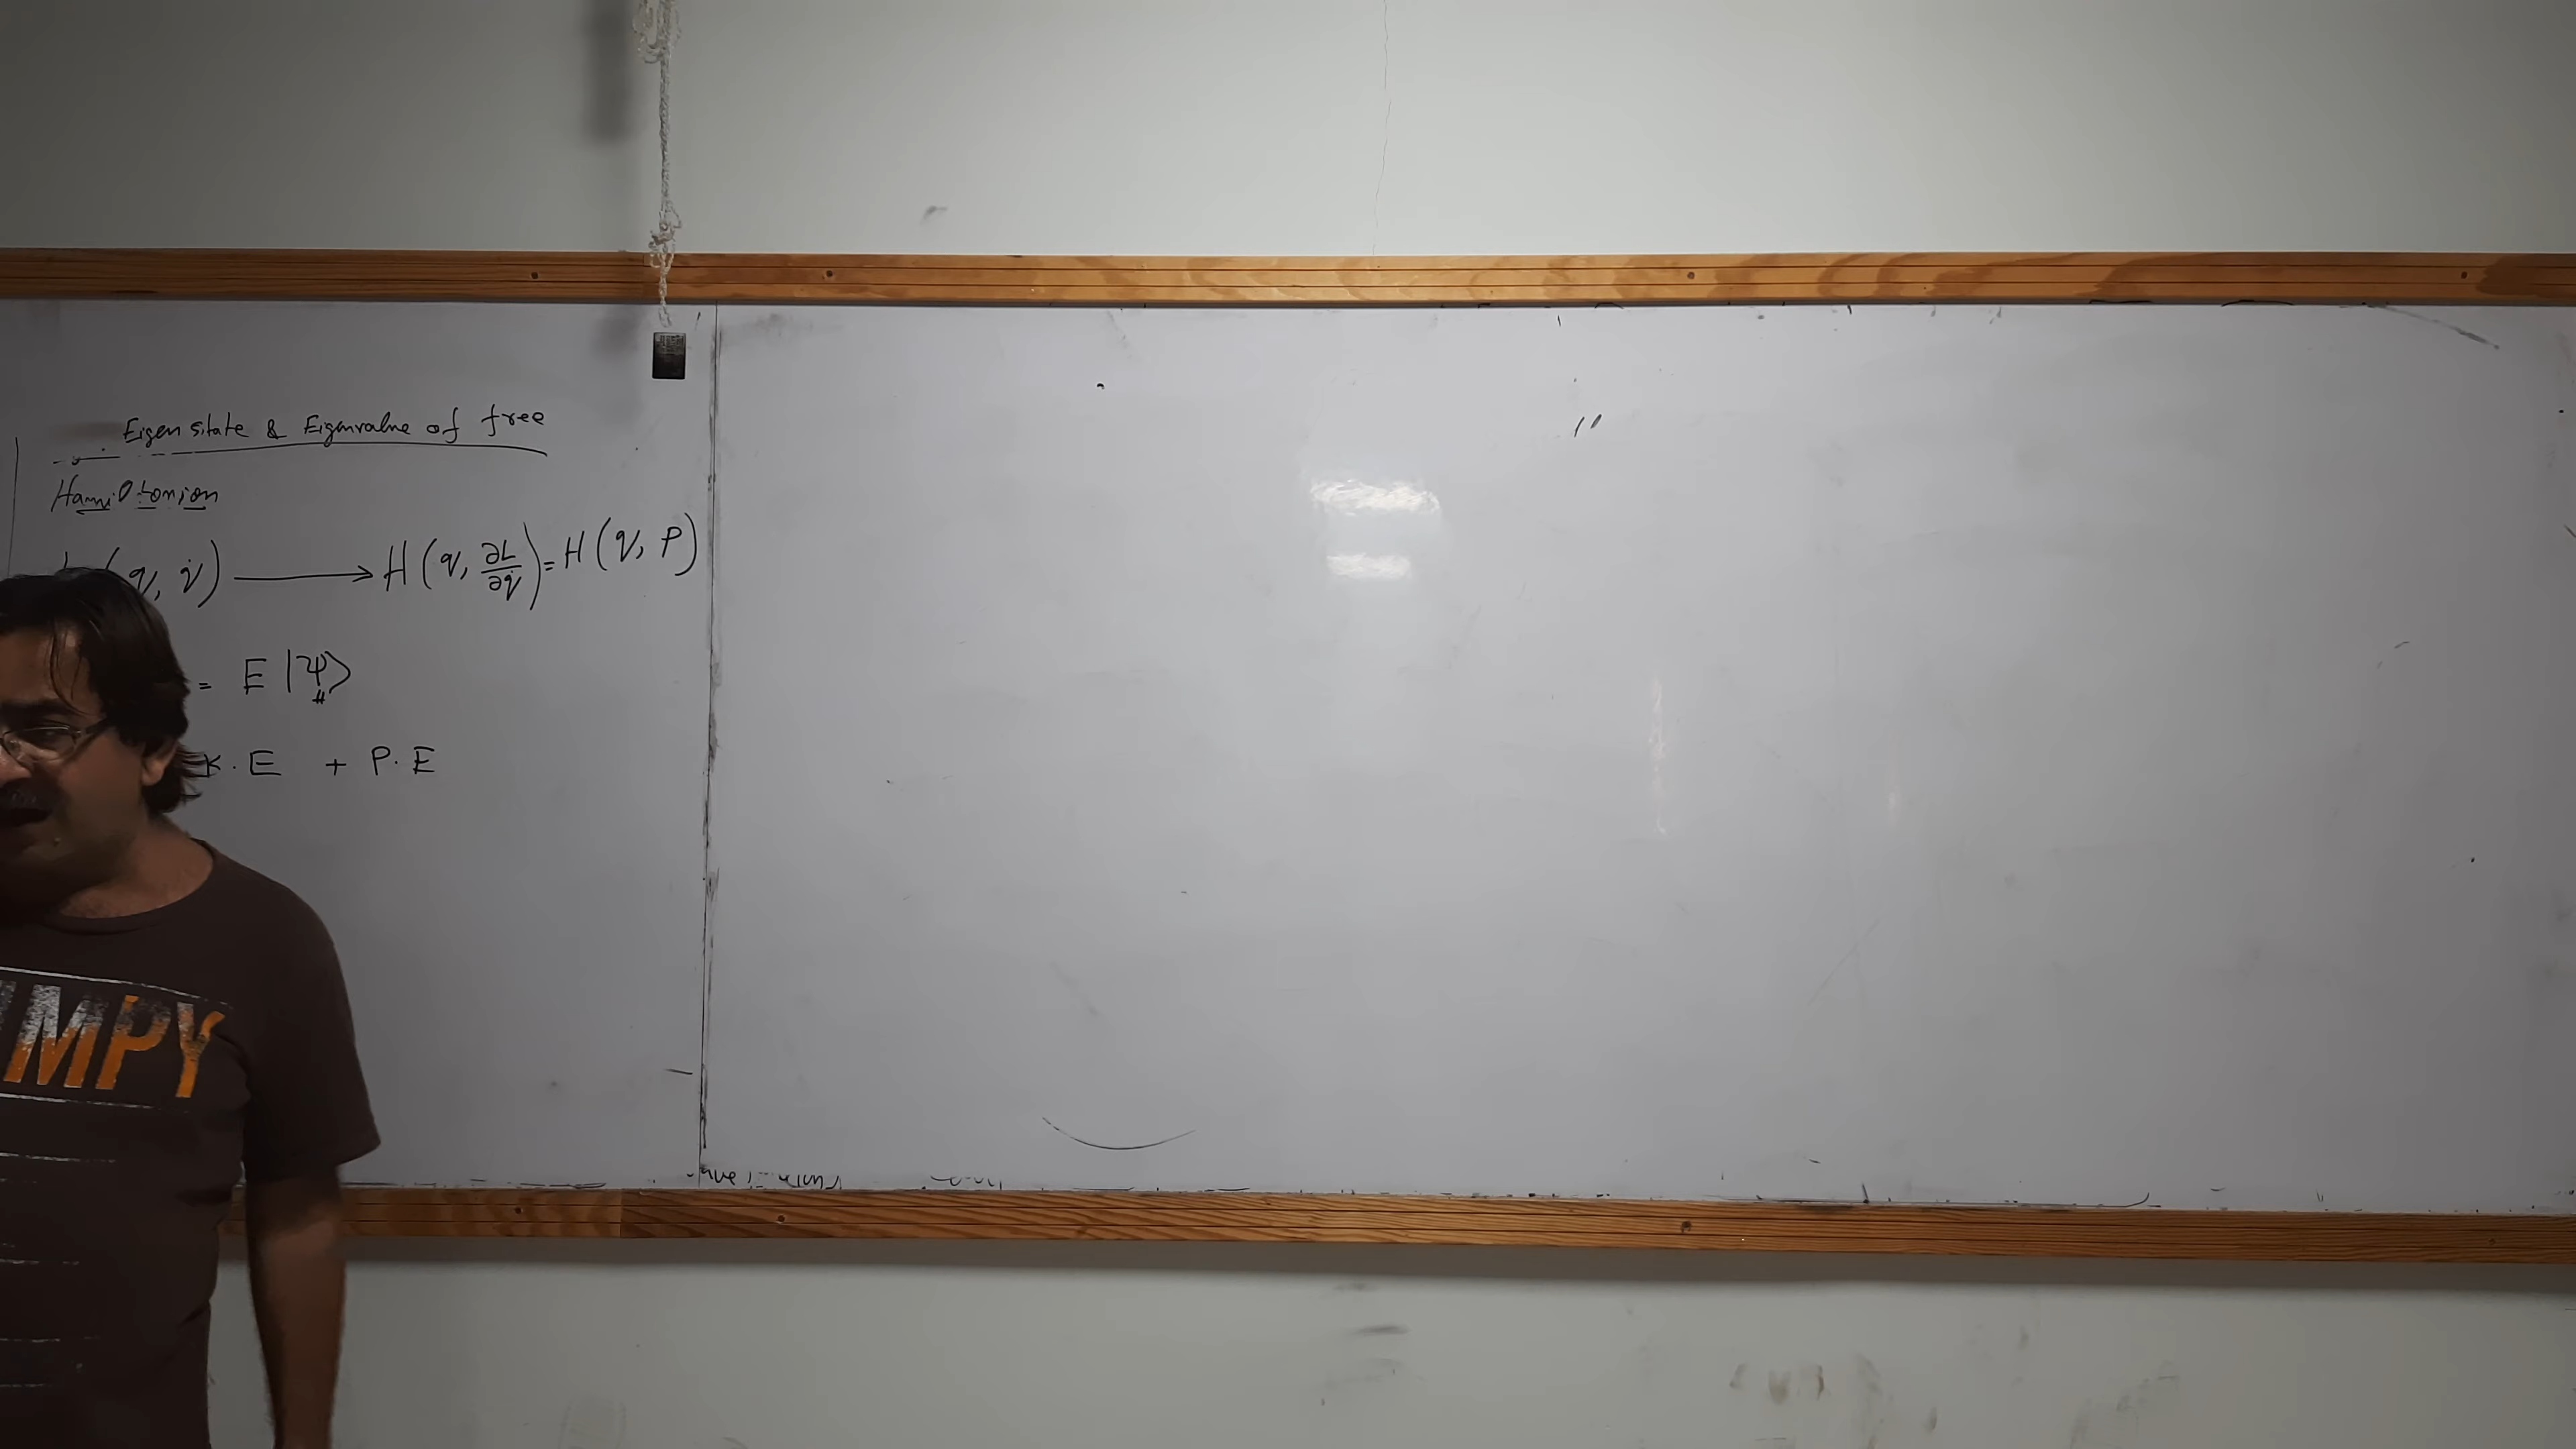 Eigen state & Eigenvalue of free
Hamiltonian
(q, q̇) ⟶ H(q, ∂L/∂q̇) = H(q, P)
= E |Ψ⟩
K.E + P.E
MPY